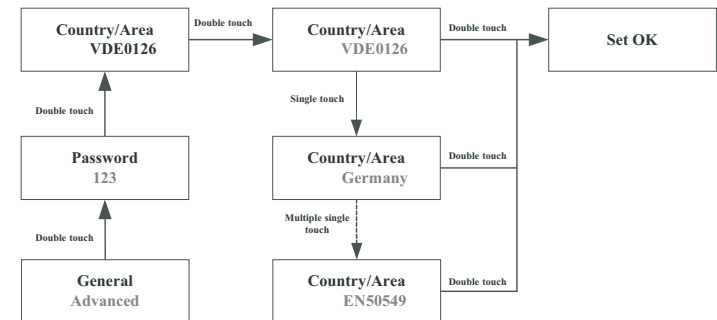 Country/Area
VDE0126
Double touch
Country/Area
VDE0126
Double touch
Set OK
Double touch
Single touch
Password
123
Country/Area
Germany
Double touch
Double touch
Multiple single
touch
General
Advanced
Country/Area
EN50549
Double touch